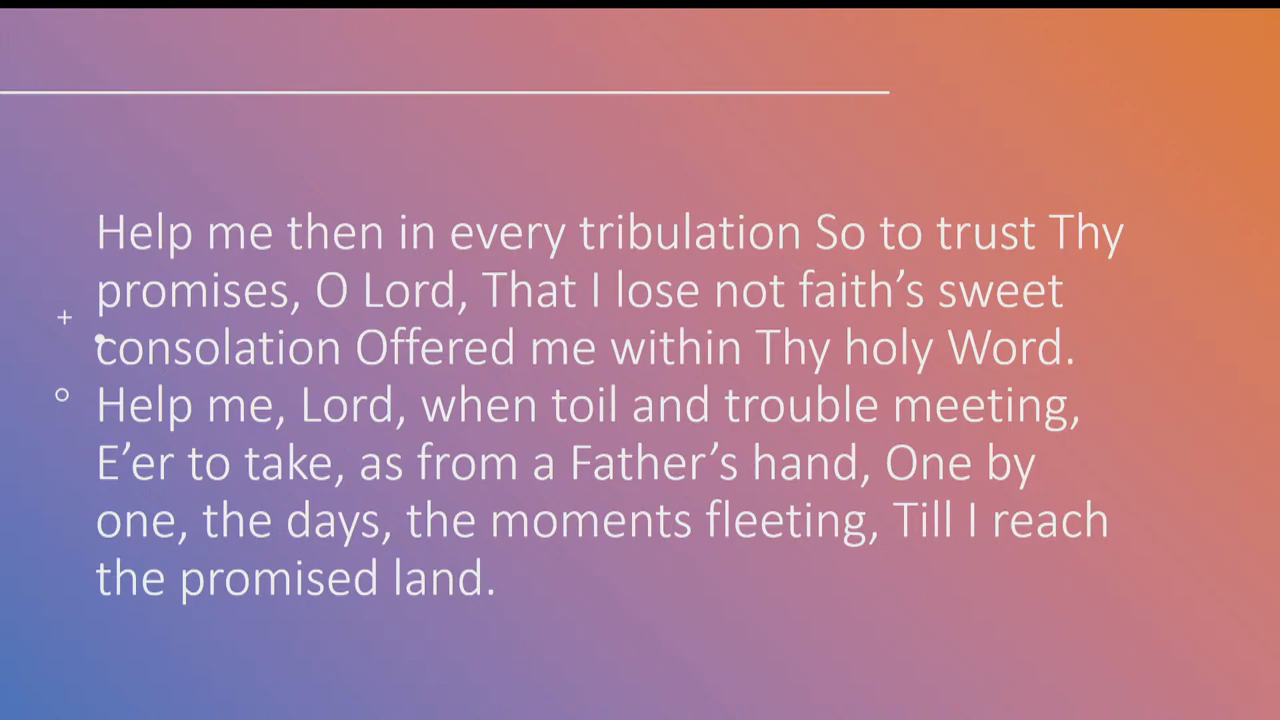 Help me then in every tribulation So to trust Thy
promises, O Lord, That I lose not faith’s sweet
consolation Offered me within Thy holy Word.
Help me, Lord, when toil and trouble meeting,
E’er to take, as from a Father’s hand, One by
one, the days, the moments fleeting, Till I reach
the promised land.